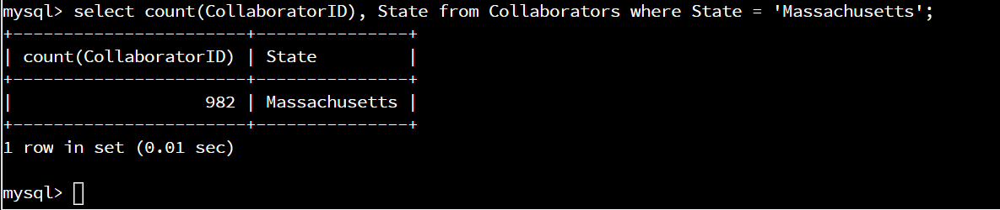 mysql> select count(CollaboratorID), State from Collaborators where State = 'Massachusetts';
+-----------------------+---------------+
| count(CollaboratorID) | State         |
+-----------------------+---------------+
|                   982 | Massachusetts |
+-----------------------+---------------+
1 row in set (0.01 sec)

mysql>